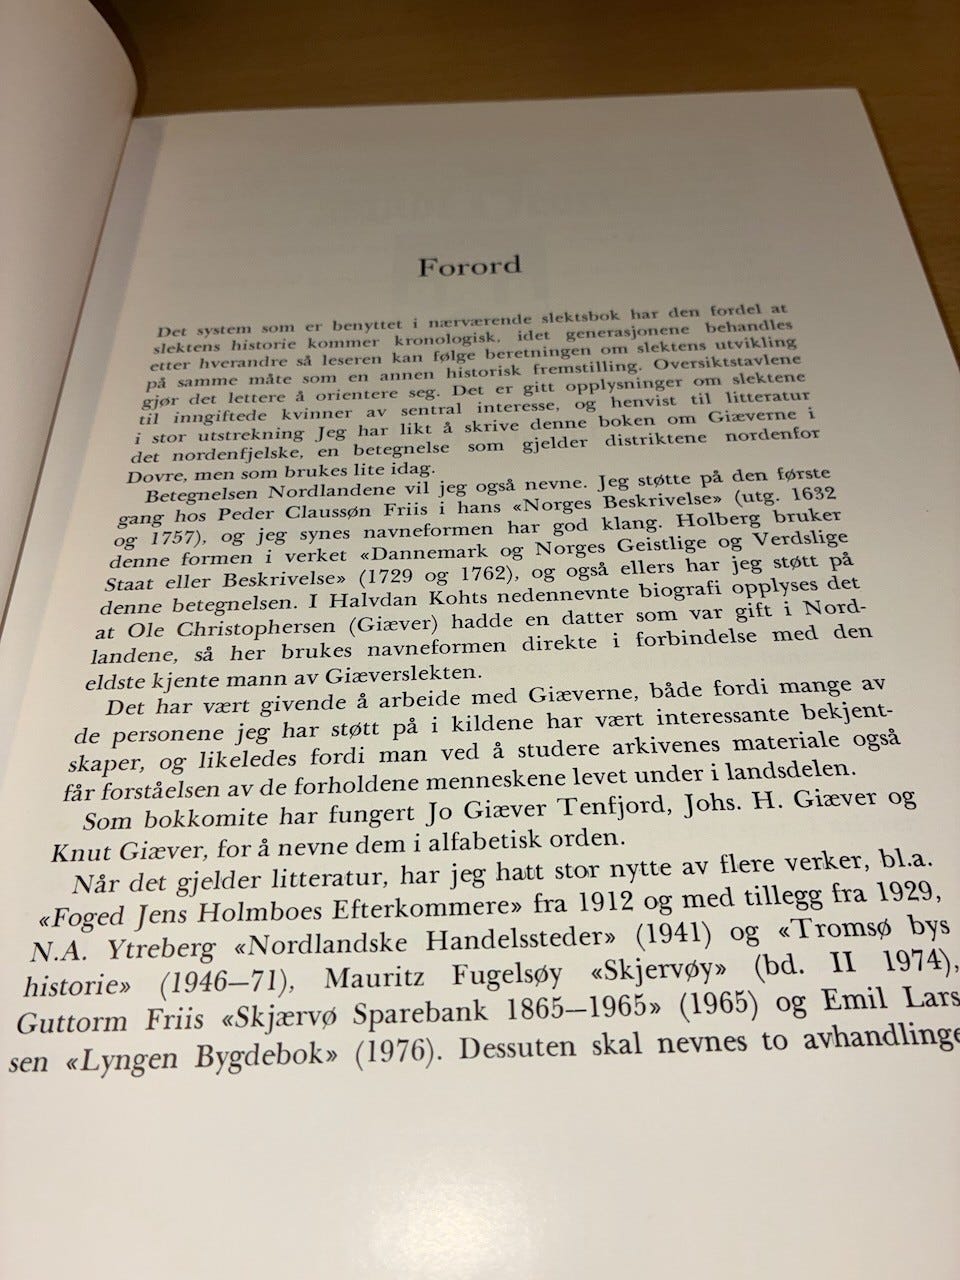 Forord
Det system som er benyttet i nærværende slektsbok har den fordel at
slektens historie kommer kronologisk, idet generasjonene behandles
etter hverandre så leseren kan følge beretningen om slektens utvikling
på samme måte som en annen historisk fremstilling. Oversiktstavlene
gjør det lettere å orientere seg. Det er gitt opplysninger om slektene
til inngiftede kvinner av sentral interesse, og henvist til litteratur
i stor utstrekning Jeg har likt å skrive denne boken om Giæverne i
det nordenfjelske, en betegnelse som gjelder distriktene nordenfor
Dovre, men som brukes lite idag.
Betegnelsen Nordlandene vil jeg også nevne. Jeg støtte på den første
gang hos Peder Claussøn Friis i hans «Norges Beskrivelse» (utg. 1632
og 1757), og jeg synes navneformen har god klang. Holberg bruker
denne formen i verket «Dannemark og Norges Geistlige og Verdslige
Staat eller Beskrivelse» (1729 og 1762), og også ellers har jeg støtt på
denne betegnelsen. I Halvdan Kohts nedennevnte biografi opplyses det
at Ole Christophersen (Giæver) hadde en datter som var gift i Nord-
landene, så her brukes navneformen direkte i forbindelse med den
eldste kjente mann av Giæverslekten.
Det har vært givende å arbeide med Giæverne, både fordi mange av
de personene jeg har støtt på i kildene har vært interessante bekjent-
skaper, og likeledes fordi man ved å studere arkivenes materiale også
får forståelsen av de forholdene menneskene levet under i landsdelen.
Som bokkomite har fungert Jo Giæver Tenfjord, Johs. H. Giæver og
Knut Giæver, for å nevne dem i alfabetisk orden.
Når det gjelder litteratur, har jeg hatt stor nytte av flere verker, bl.a.
«Foged Jens Holmboes Efterkommere» fra 1912 og med tillegg fra 1929,
N.A. Ytreberg «Nordlandske Handelssteder» (1941) og «Tromsø bys
historie» (1946—71), Mauritz Fugelsøy «Skjervøy» (bd. II 1974),
Guttorm Friis «Skjærvø Sparebank 1865—1965» (1965) og Emil Lars
sen «Lyngen Bygdebok» (1976). Dessuten skal nevnes to avhandlinge